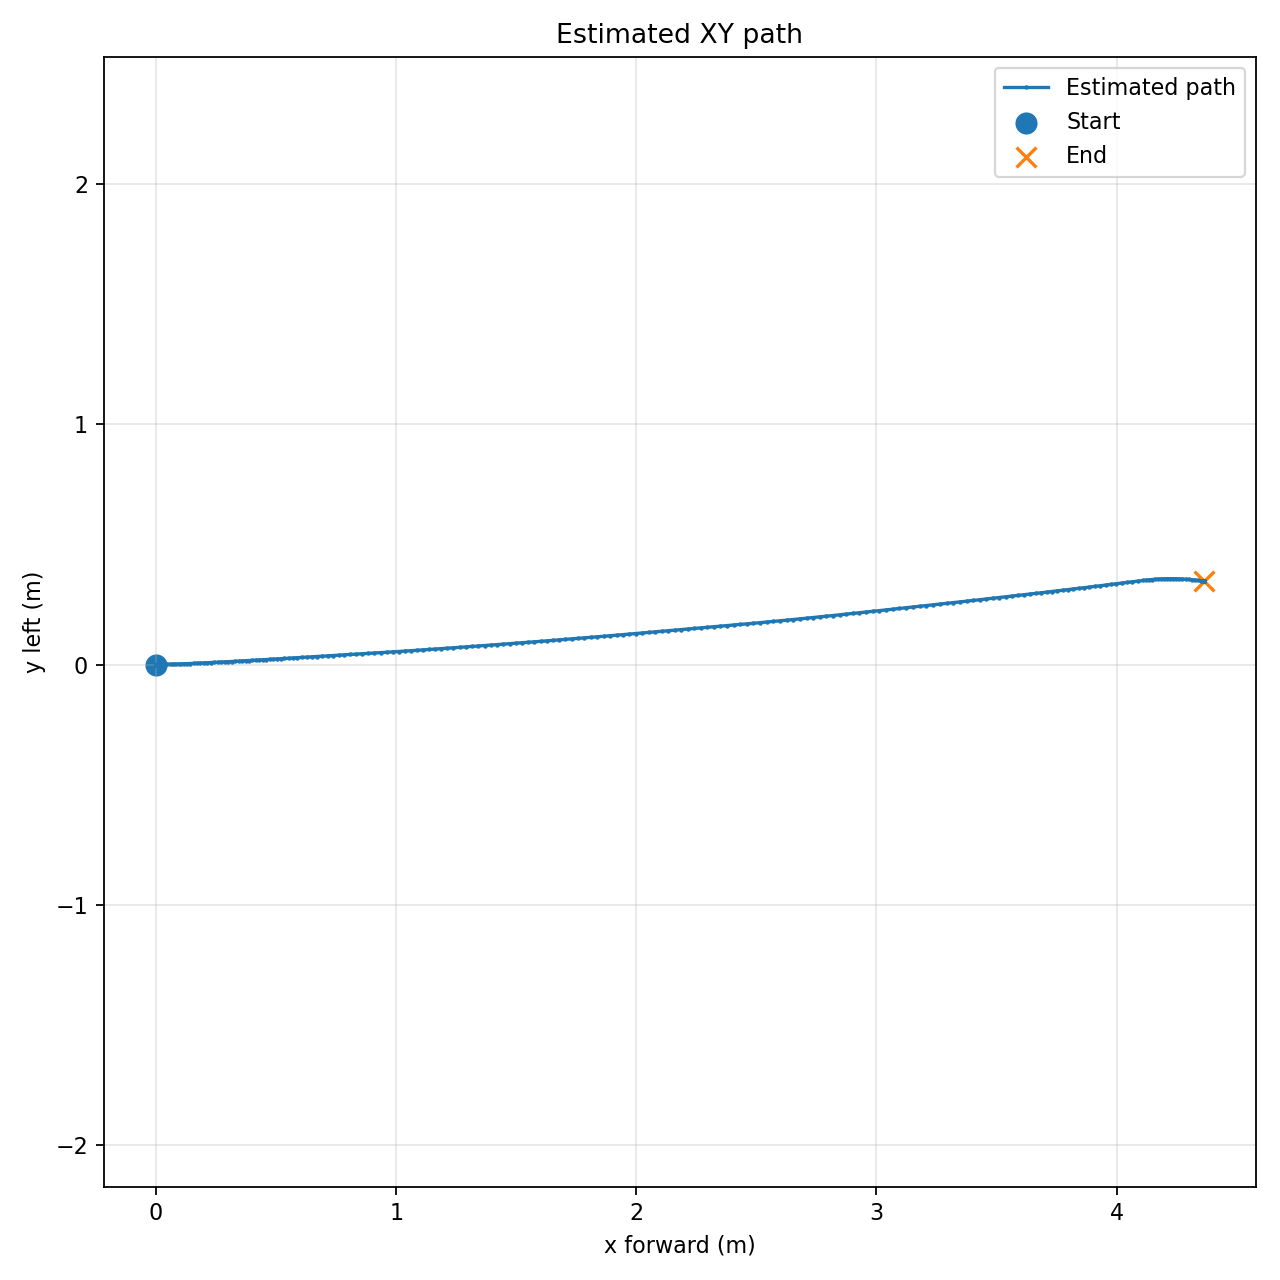 Estimated XY path
Estimated path
Start
End
y left (m)
2
1
0
−1
−2
0 1 2 3 4
x forward (m)